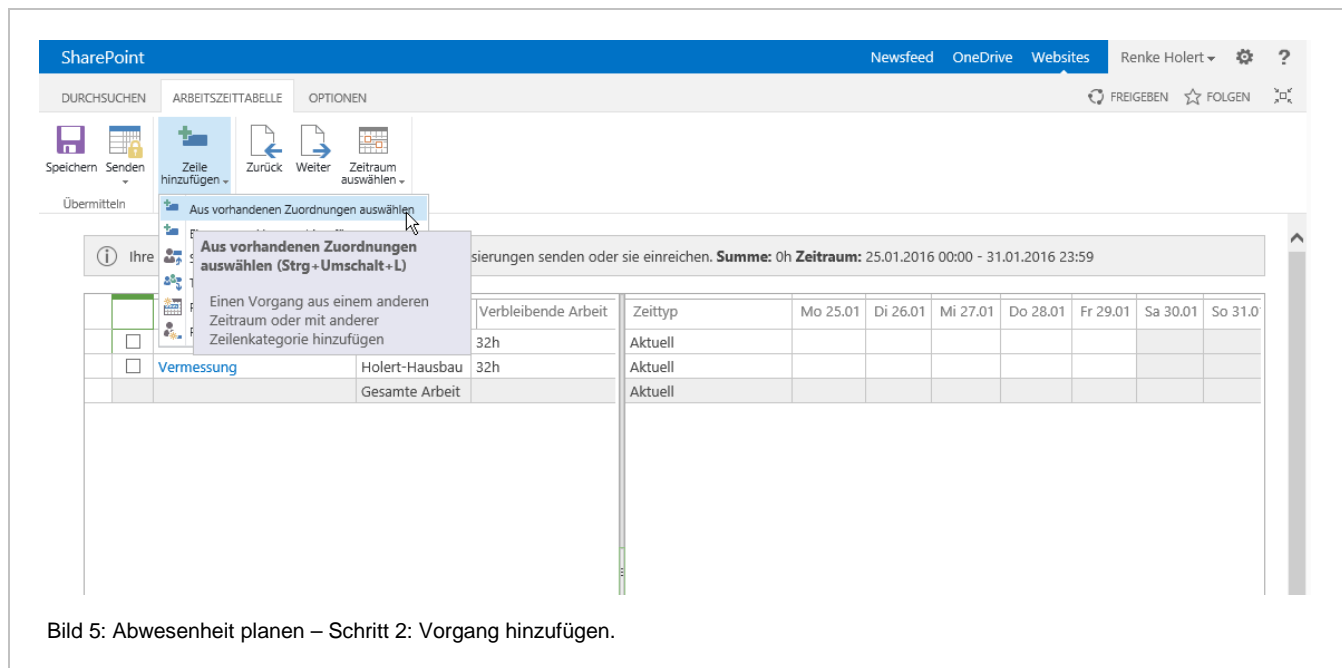 SharePoint
Newsfeed OneDrive Websites Renke Holert ?
DURCHSUCHEN ARBEITSZEITTABELLE OPTIONEN
FREIGEBEN FOLGEN
Speichern Senden Zeile hinzufügen Zurück Weiter Zeitraum auswählen
Übermitteln
Aus vorhandenen Zuordnungen auswählen
Aus vorhandenen Zuordnungen
auswählen (Strg+Umschalt+L)
Einen Vorgang aus einem anderen
Zeitraum oder mit anderer
Zeilenkategorie hinzufügen
Ihre sierungen senden oder sie einreichen. Summe: 0h Zeitraum: 25.01.2016 00:00 - 31.01.2016 23:59
Verbleibende Arbeit Zeittyp Mo 25.01 Di 26.01 Mi 27.01 Do 28.01 Fr 29.01 Sa 30.01 So 31.0
32h Aktuell
Vermessung Holert-Hausbau 32h Aktuell
Gesamte Arbeit Aktuell
Bild 5: Abwesenheit planen – Schritt 2: Vorgang hinzufügen.